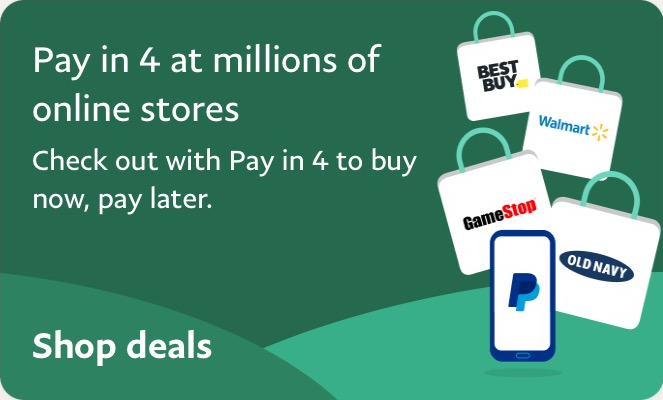 Pay in 4 at millions of
online stores
Check out with Pay in 4 to buy
now, pay later.
Shop deals
BEST
BUY
Walmart
GameStop
OLD NAVY